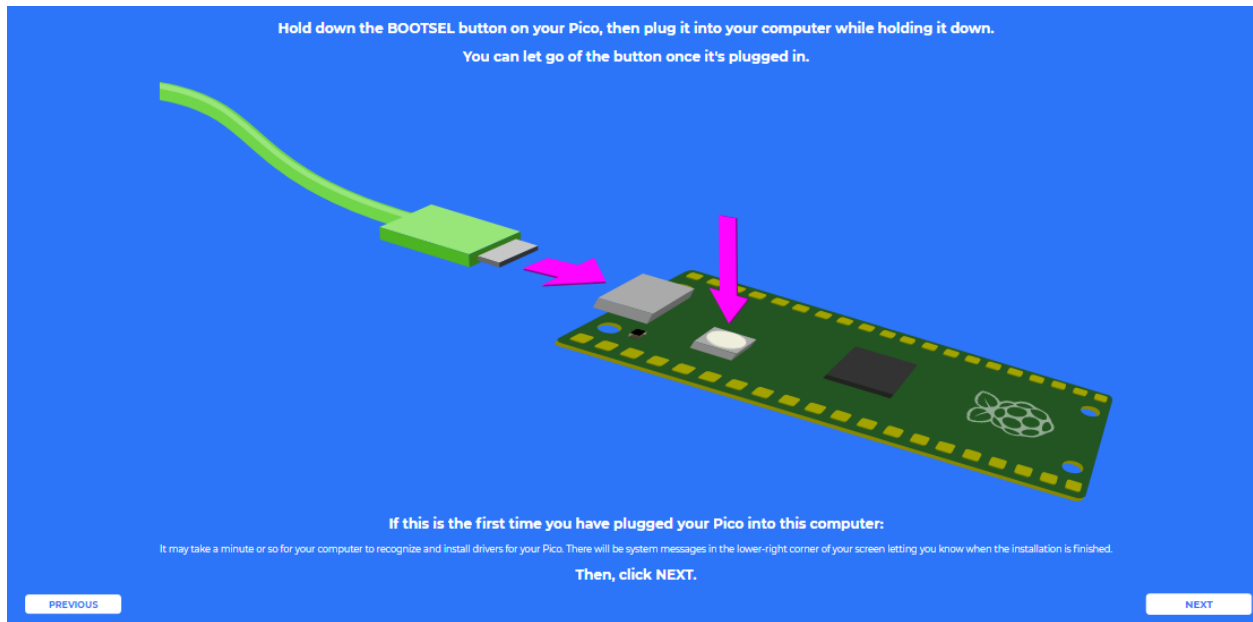 Hold down the BOOTSEL button on your Pico, then plug it into your computer while holding it down.
You can let go of the button once it's plugged in.
If this is the first time you have plugged your Pico into this computer:
It may take a minute or so for your computer to recognize and install drivers for your Pico. There will be system messages in the lower-right corner of your screen letting you know when the installation is finished.
Then, click NEXT.
PREVIOUS
NEXT